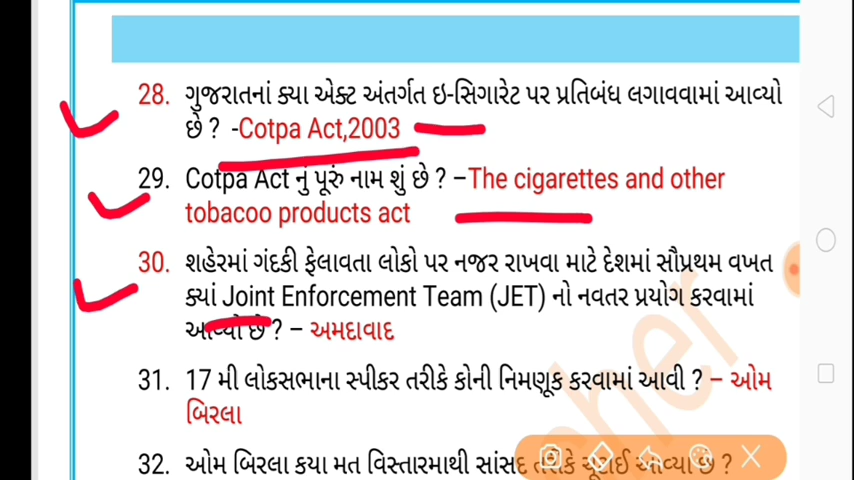 28. ગુજરાતનાં ક્યા એક્ટ અંતર્ગત ઇ-સિગારેટ પર પ્રતિબંધ લગાવવામાં આવ્યો
છે ? -Cotpa Act,2003
29. Cotpa Act નું પૂરું નામ શું છે ? –The cigarettes and other
tobacoo products act
30. શહેરમાં ગંદકી ફેલાવતા લોકો પર નજર રાખવા માટે દેશમાં સૌપ્રથમ વખત
ક્યાં Joint Enforcement Team (JET) નો નવતર પ્રયોગ કરવામાં
આવ્યો છે ? – અમદાવાદ
31. 17 મી લોકસભાના સ્પીકર તરીકે કોની નિમણૂક કરવામાં આવી ? – ઓમ
બિરલા
32. ઓમ બિરલા કયા મત વિસ્તારમાથી સાંસદ તરીકે ચૂંટાઈ આવ્યા છે ?